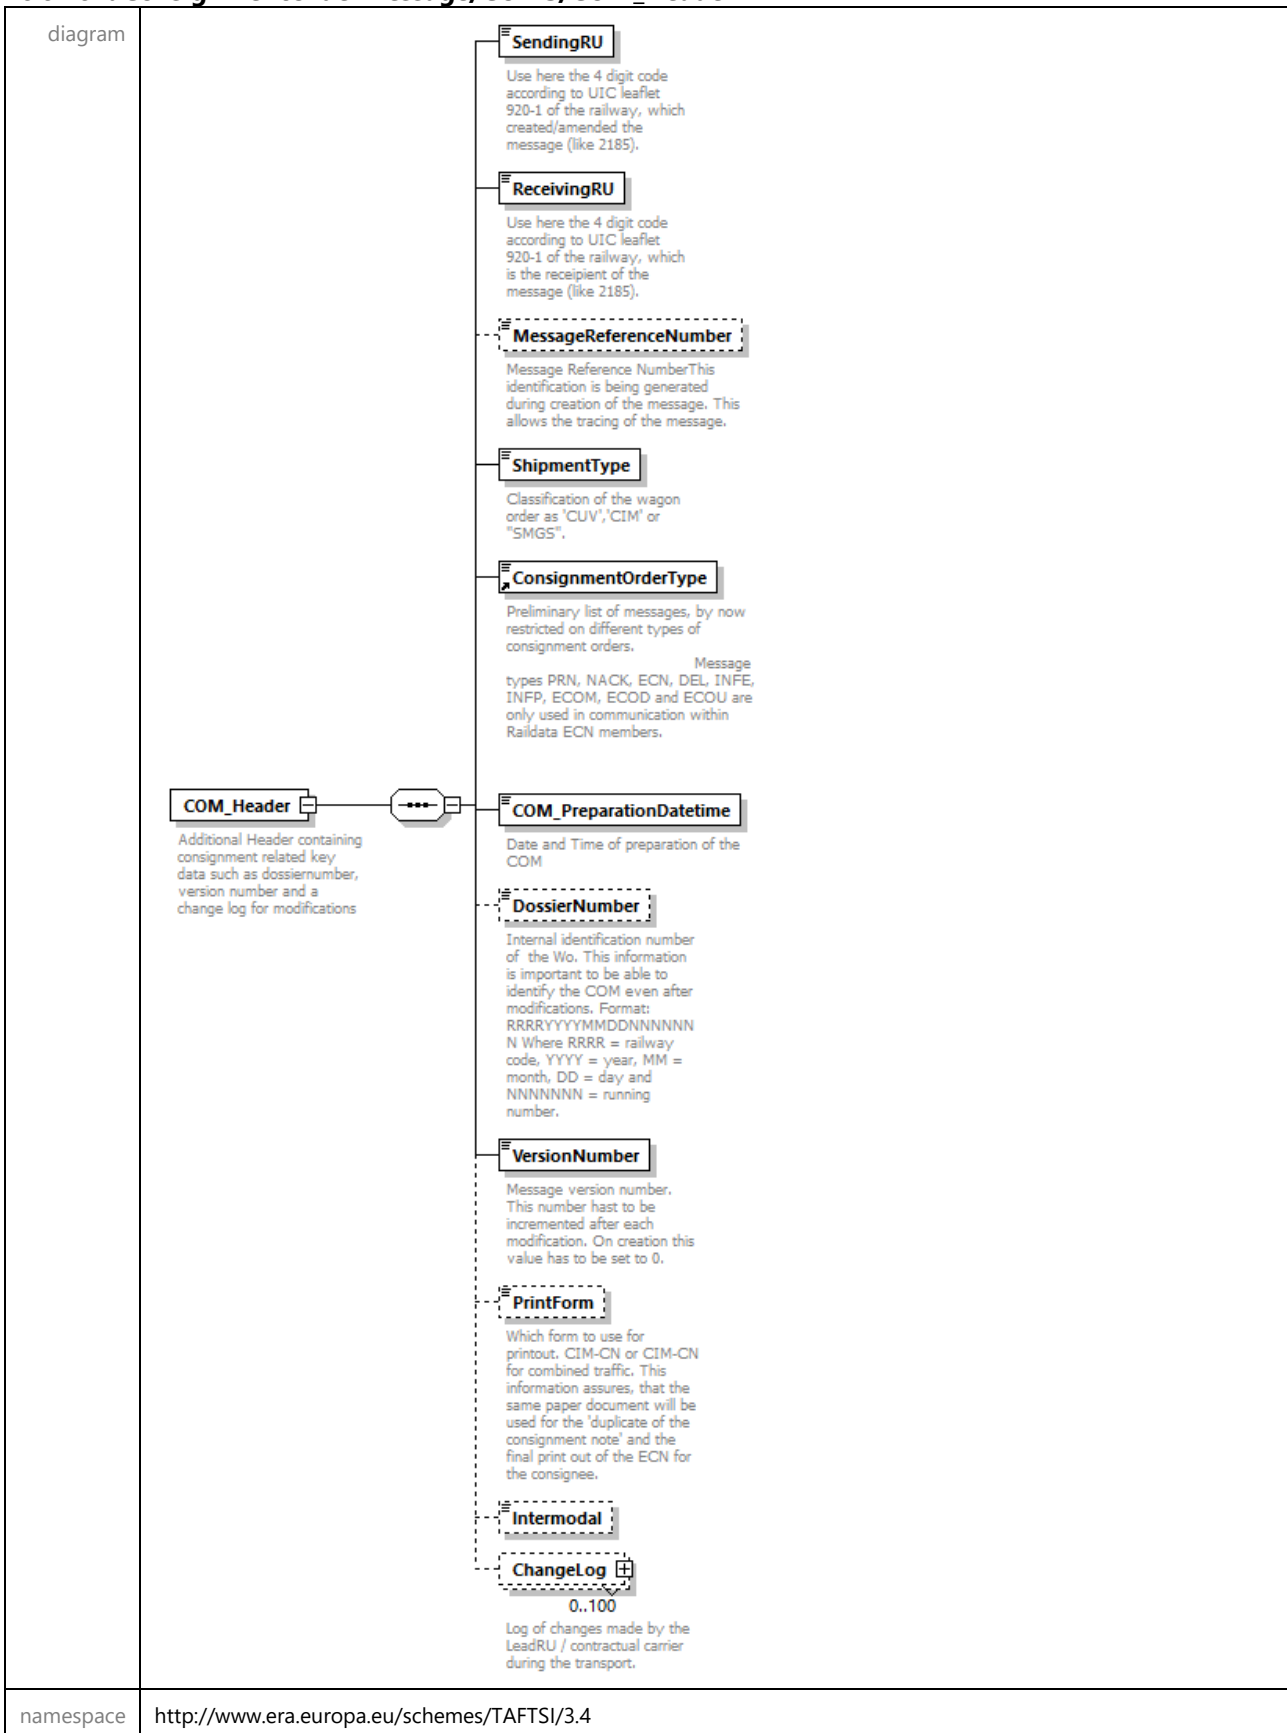 diagram
SendingRU
Use here the 4 digit code
according to UIC leaflet
920-1 of the railway, which
created/amended the
message (like 2185).
ReceivingRU
Use here the 4 digit code
according to UIC leaflet
920-1 of the railway, which
is the receipient of the
message (like 2185).
MessageReferenceNumber
Message Reference NumberThis
identification is being generated
during creation of the message. This
allows the tracing of the message.
ShipmentType
Classification of the wagon
order as 'CUV','CIM' or
"SMGS".
ConsignmentOrderType
Preliminary list of messages, by now
restricted on different types of
consignment orders.
Message
types PRN, NACK, ECN, DEL, INFE,
INFP, ECOM, ECOD and ECOU are
only used in communication within
Raildata ECN members.
COM_Header
Additional Header containing
consignment related key
data such as dossiernumber,
version number and a
change log for modifications
COM_PreparationDatetime
Date and Time of preparation of the
COM
DossierNumber
Internal identification number
of the Wo. This information
is important to be able to
identify the COM even after
modifications. Format:
RRRRYYYYMMDDNNNNNN
N Where RRRR = railway
code, YYYY = year, MM =
month, DD = day and
NNNNNNN = running
number.
VersionNumber
Message version number.
This number hast to be
incremented after each
modification. On creation this
value has to be set to 0.
PrintForm
Which form to use for
printout. CIM-CN or CIM-CN
for combined traffic. This
information assures, that the
same paper document will be
used for the 'duplicate of the
consignment note' and the
final print out of the ECN for
the consignee.
Intermodal
ChangeLog
0..100
Log of changes made by the
LeadRU / contractual carrier
during the transport.
namespace http://www.era.europa.eu/schemes/TAFTSI/3.4